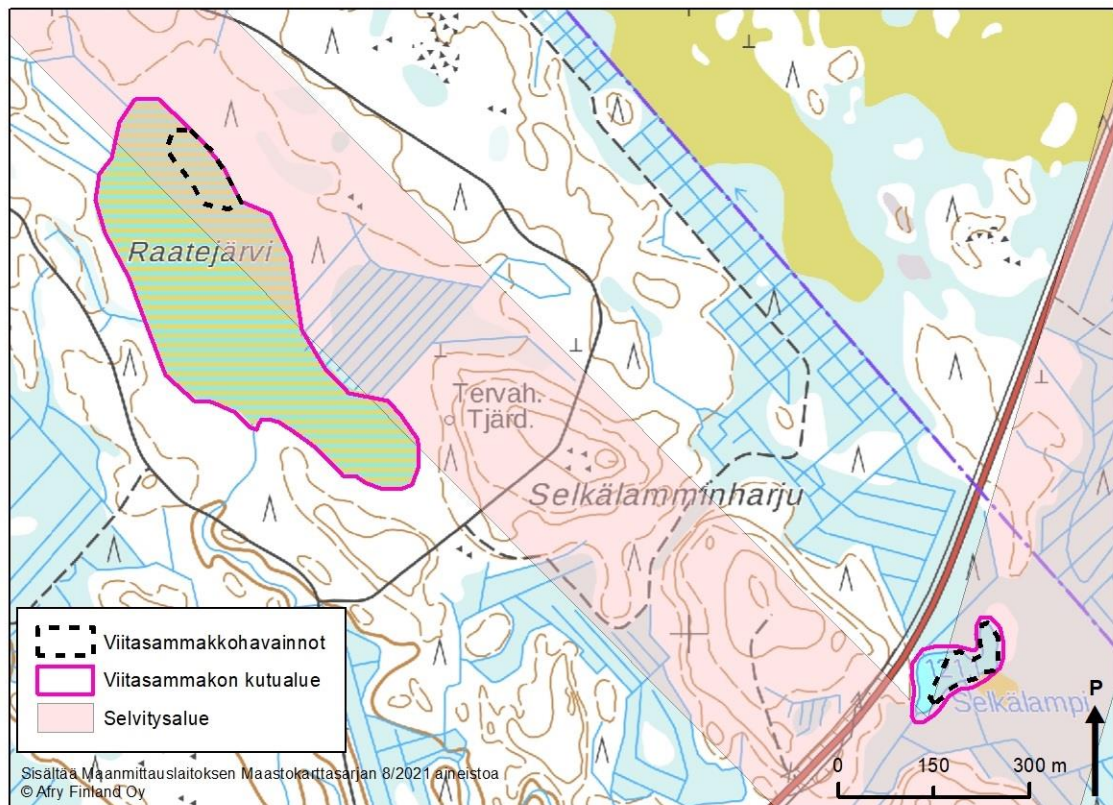 Raatejärvi
Tervah.
Tjärd.
Selkälamminharju
Selkälampi
Viitasammakkohavainnot
Viitasammakon kutualue
Selvitysalue
P
0 150 300 m
Sisältää Maanmittauslaitoksen Maastokarttasarjan 8/2021 aineistoa
© Afry Finland Oy